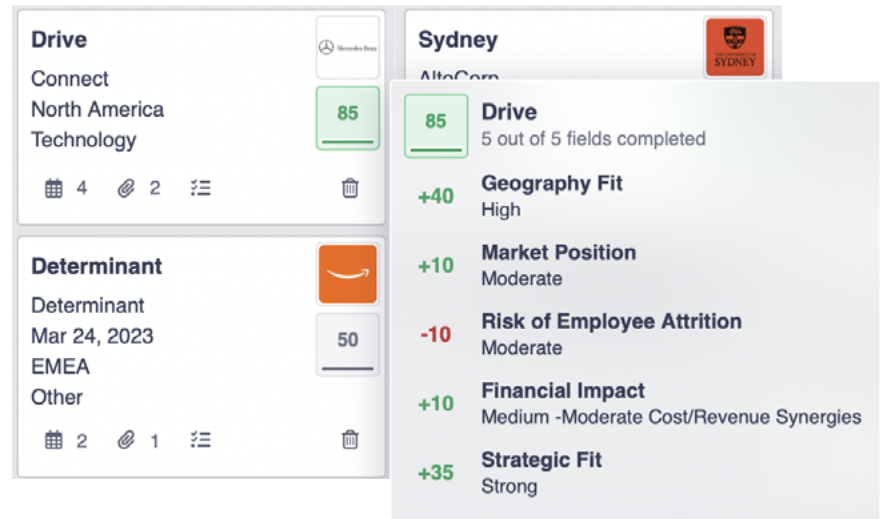 Drive
Mercedes-Benz
Connect
North America
Technology
85
4
2
Determinant
Determinant
Mar 24, 2023
EMEA
Other
50
2
1
Sydney
SYDNEY
AltoCorp
85
Drive
5 out of 5 fields completed
+40
Geography Fit
High
+10
Market Position
Moderate
-10
Risk of Employee Attrition
Moderate
+10
Financial Impact
Medium -Moderate Cost/Revenue Synergies
+35
Strategic Fit
Strong